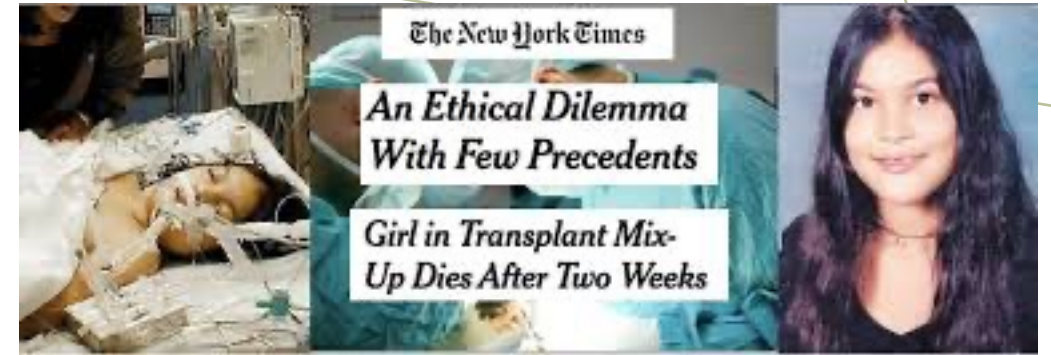 The New York Times
An Ethical Dilemma
With Few Precedents
Girl in Transplant Mix-
Up Dies After Two Weeks